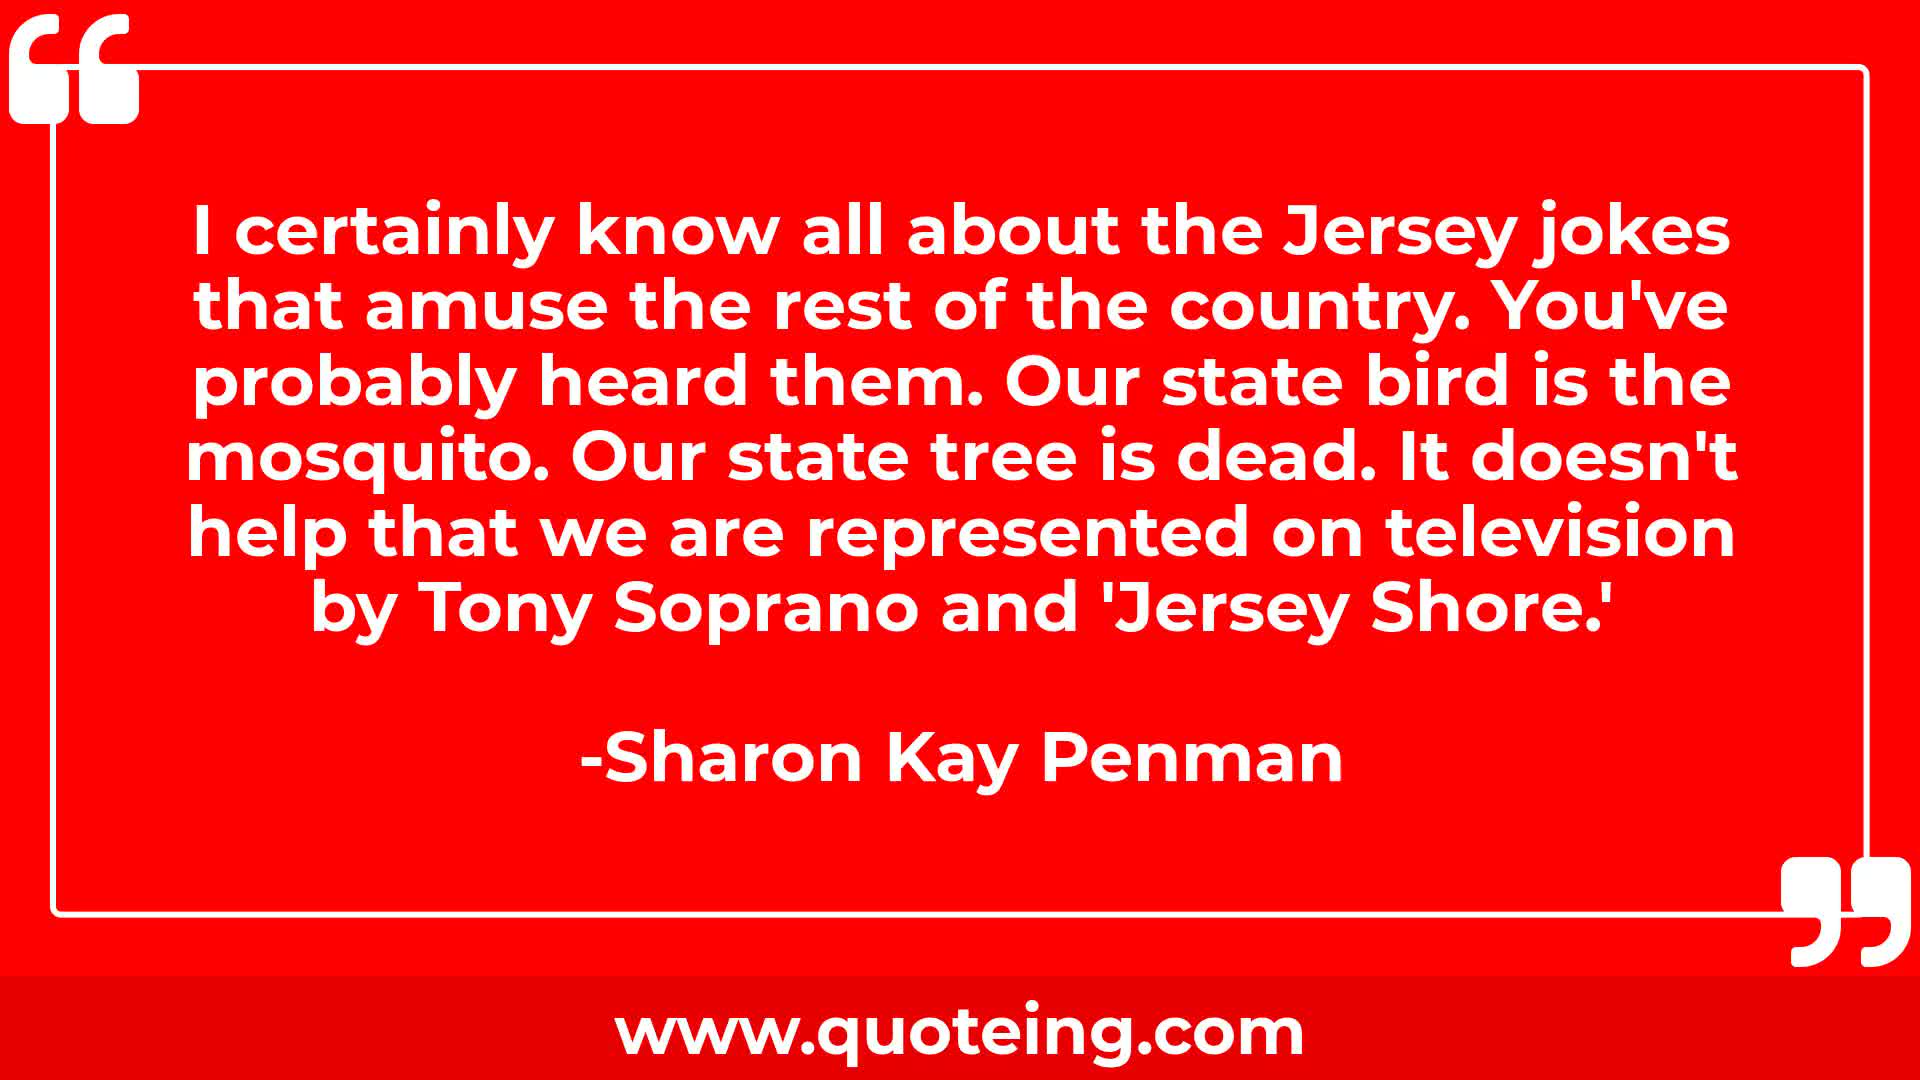 I certainly know all about the Jersey jokes
that amuse the rest of the country. You've
probably heard them. Our state bird is the
mosquito. Our state tree is dead. It doesn't
help that we are represented on television
by Tony Soprano and 'Jersey Shore.'
-Sharon Kay Penman
www.quoteing.com